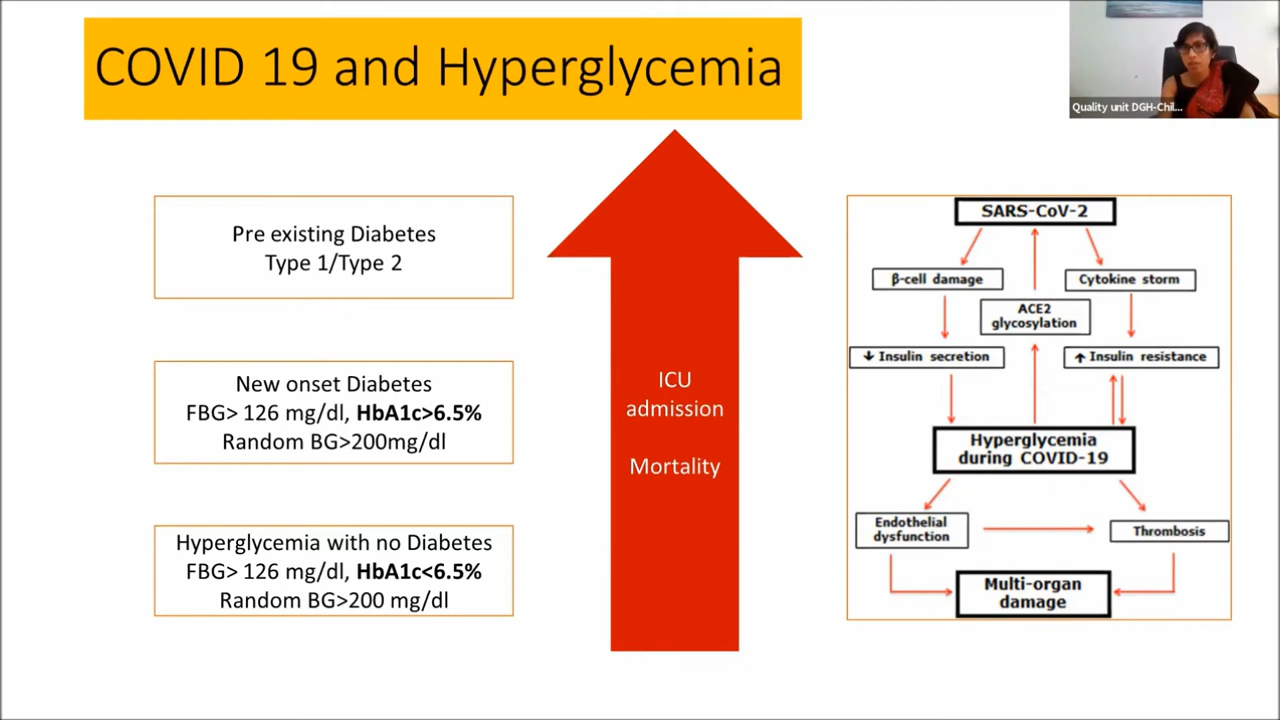 COVID 19 and Hyperglycemia
Quality unit DGH-Chil...
Pre existing Diabetes
Type 1/Type 2
New onset Diabetes
FBG> 126 mg/dl, HbA1c>6.5%
Random BG>200mg/dl
Hyperglycemia with no Diabetes
FBG> 126 mg/dl, HbA1c<6.5%
Random BG>200 mg/dl
ICU
admission
Mortality
SARS-CoV-2
β-cell damage
Cytokine storm
ACE2
glycosylation
↓ Insulin secretion
↑ Insulin resistance
Hyperglycemia
during COVID-19
Endothelial
dysfunction
Thrombosis
Multi-organ
damage